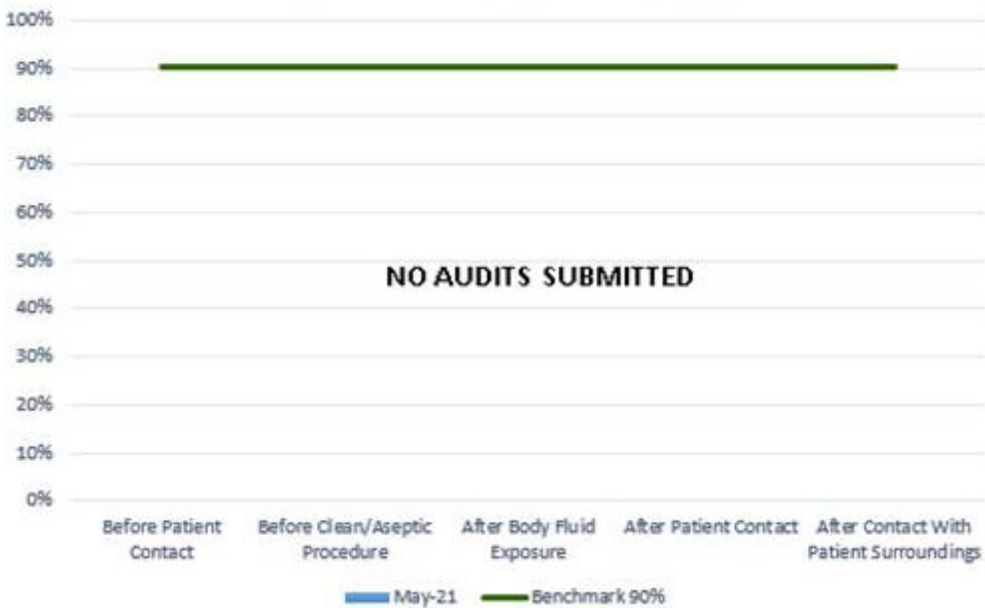 100%
90%
80%
70%
60%
50%
40%
30%
20%
10%
0%
NO AUDITS SUBMITTED
Before Patient
Contact
Before Clean/Aseptic
Procedure
After Body Fluid
Exposure
After Patient Contact
After Contact With
Patient Surroundings
May-21
Benchmark 90%